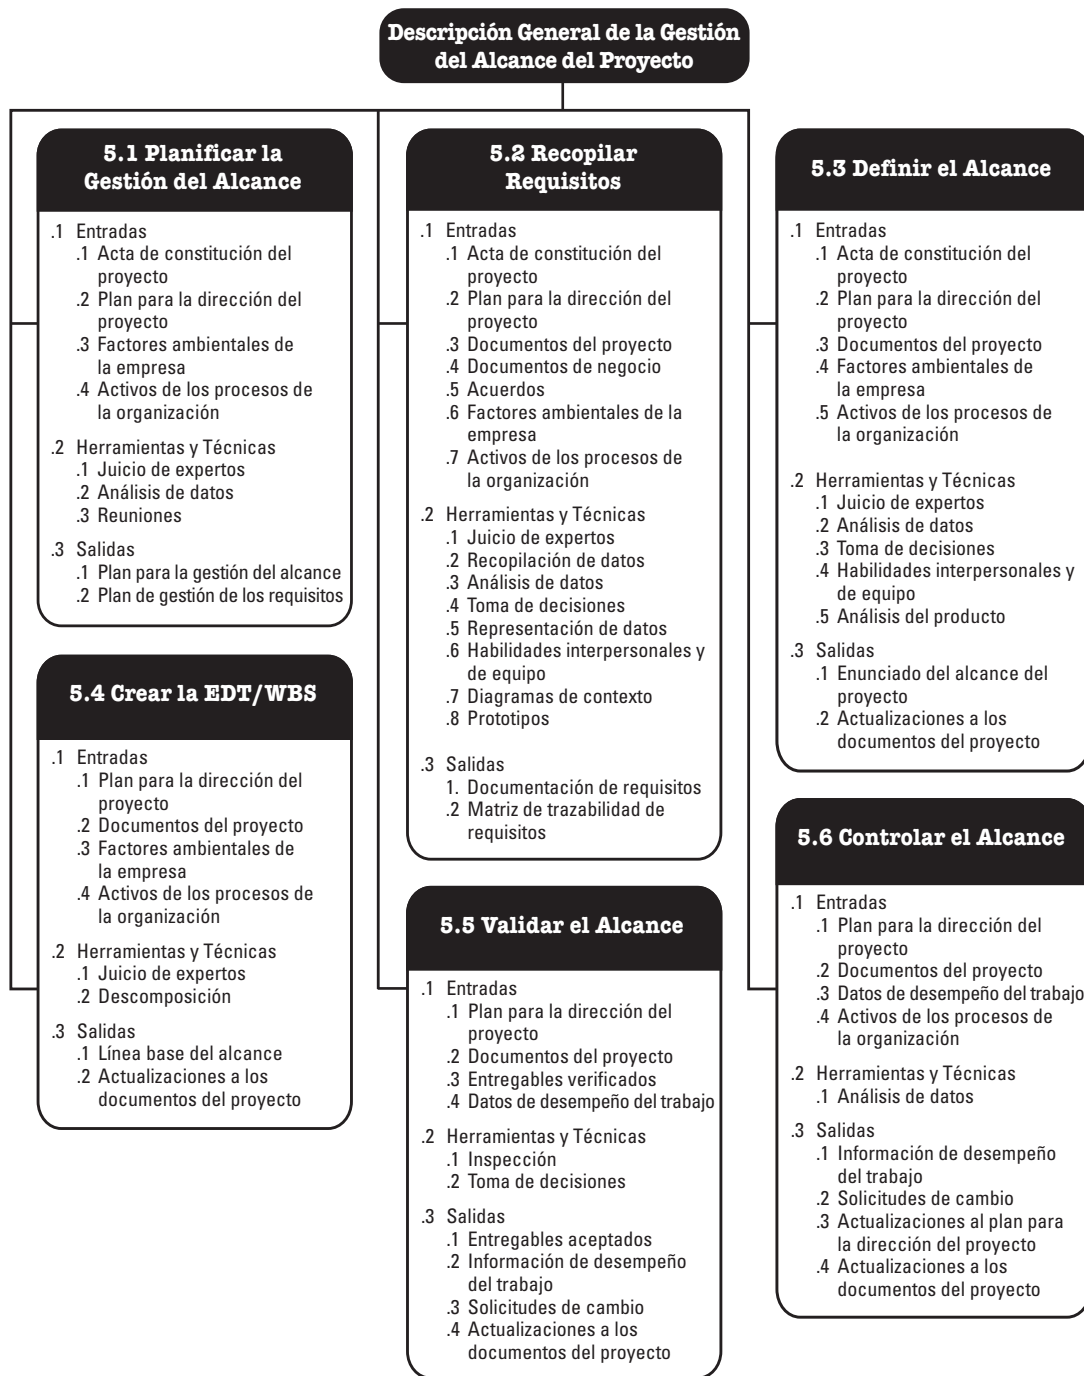 Descripción General de la Gestión
del Alcance del Proyecto
5.1 Planificar la
Gestión del Alcance
.1 Entradas
.1 Acta de constitución del
proyecto
.2 Plan para la dirección del
proyecto
.3 Factores ambientales de
la empresa
.4 Activos de los procesos de
la organización
.2 Herramientas y Técnicas
.1 Juicio de expertos
.2 Análisis de datos
.3 Reuniones
.3 Salidas
.1 Plan para la gestión del alcance
.2 Plan de gestión de los requisitos
5.2 Recopilar
Requisitos
.1 Entradas
.1 Acta de constitución del
proyecto
.2 Plan para la dirección del
proyecto
.3 Documentos del proyecto
.4 Documentos de negocio
.5 Acuerdos
.6 Factores ambientales de la
empresa
.7 Activos de los procesos de
la organización
.2 Herramientas y Técnicas
.1 Juicio de expertos
.2 Recopilación de datos
.3 Análisis de datos
.4 Toma de decisiones
.5 Representación de datos
.6 Habilidades interpersonales y
de equipo
.7 Diagramas de contexto
.8 Prototipos
.3 Salidas
1. Documentación de requisitos
.2 Matriz de trazabilidad de
requisitos
5.3 Definir el Alcance
.1 Entradas
.1 Acta de constitución del
proyecto
.2 Plan para la dirección del
proyecto
.3 Documentos del proyecto
.4 Factores ambientales de
la empresa
.5 Activos de los procesos de
la organización
.2 Herramientas y Técnicas
.1 Juicio de expertos
.2 Análisis de datos
.3 Toma de decisiones
.4 Habilidades interpersonales y
de equipo
.5 Análisis del producto
.3 Salidas
.1 Enunciado del alcance del
proyecto
.2 Actualizaciones a los
documentos del proyecto
5.4 Crear la EDT/WBS
.1 Entradas
.1 Plan para la dirección del
proyecto
.2 Documentos del proyecto
.3 Factores ambientales de
la empresa
.4 Activos de los procesos de
la organización
.2 Herramientas y Técnicas
.1 Juicio de expertos
.2 Descomposición
.3 Salidas
.1 Línea base del alcance
.2 Actualizaciones a los
documentos del proyecto
5.5 Validar el Alcance
.1 Entradas
.1 Plan para la dirección del
proyecto
.2 Documentos del proyecto
.3 Entregables verificados
.4 Datos de desempeño del trabajo
.2 Herramientas y Técnicas
.1 Inspección
.2 Toma de decisiones
.3 Salidas
.1 Entregables aceptados
.2 Información de desempeño
del trabajo
.3 Solicitudes de cambio
.4 Actualizaciones a los
documentos del proyecto
5.6 Controlar el Alcance
.1 Entradas
.1 Plan para la dirección del
proyecto
.2 Documentos del proyecto
.3 Datos de desempeño del trabajo
.4 Activos de los procesos de
la organización
.2 Herramientas y Técnicas
.1 Análisis de datos
.3 Salidas
.1 Información de desempeño
del trabajo
.2 Solicitudes de cambio
.3 Actualizaciones al plan para
la dirección del proyecto
.4 Actualizaciones a los
documentos del proyecto